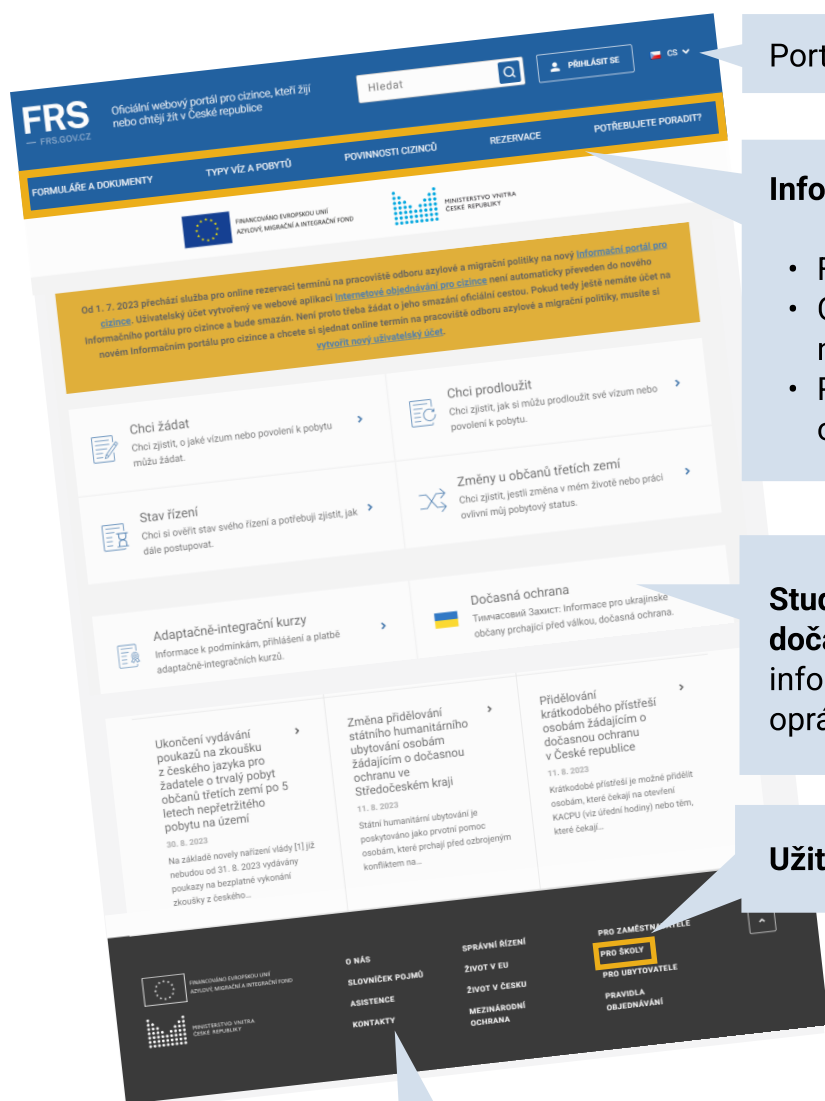 FRS
FRS.GOV.CZ
Oficiální webový portál pro cizince, kteří žijí
nebo chtějí žít v České republice
Hledat
PŘIHLÁSIT SE
CS
FORMULÁŘE A DOKUMENTY
TYPY VÍZ A POBYTŮ
POVINNOSTI CIZINCŮ
REZERVACE
POTŘEBUJETE PORADIT?
FINANCOVÁNO EVROPSKOU UNIÍ
AZYLOVÝ, MIGRAČNÍ A INTEGRAČNÍ FOND
MINISTERSTVO VNITRA
ČESKÉ REPUBLIKY
Od 1. 7. 2023 přechází služba pro online rezervaci termínů na pracoviště odboru azylové a migrační politiky na nový Informační portál pro
cizince. Uživatelský účet vytvořený ve webové aplikaci Internetové objednávání pro cizince není automaticky převeden do nového
Informačního portálu pro cizince a bude smazán. Není proto třeba žádat o jeho smazání oficiální cestou. Pokud tedy ještě nemáte účet na
novém Informačním portálu pro cizince a chcete si sjednat online termín na pracoviště odboru azylové a migrační politiky, musíte si
vytvořit nový uživatelský účet.
Chci žádat
Chci zjistit, o jaké vízum nebo povolení k pobytu
můžu žádat.
Chci prodloužit
Chci zjistit, jak si můžu prodloužit své vízum nebo
povolení k pobytu.
Stav řízení
Chci si ověřit stav svého řízení a potřebuji zjistit, jak
dále postupovat.
Změny u občanů třetích zemí
Chci zjistit, jestli změna v mém životě nebo práci
ovlivní můj pobytový status.
Adaptačně-integrační kurzy
Informace k podmínkám, přihlášení a platbě
adaptačně-integračních kurzů.
Dočasná ochrana
Тимчасовий Захист: Informace pro ukrajinské
občany prchající před válkou, dočasná ochrana.
Ukončení vydávání
poukazů na zkoušku
z českého jazyka pro
žadatele o trvalý pobyt
občanů třetích zemí po 5
letech nepřetržitého
pobytu na území
30. 8. 2023
Na základě novely nařízení vlády [1] již
nebudou od 31. 8. 2023 vydávány
poukazy na bezplatné vykonání
zkoušky z českého...
Změna přidělování
státního humanitárního
ubytování osobám
žádajícím o dočasnou
ochranu ve
Středočeském kraji
11. 8. 2023
Státní humanitární ubytování je
poskytováno jako prvotní pomoc
osobám, které prchají před ozbrojeným
konfliktem na...
Přidělování
krátkodobého přístřeší
osobám žádajícím o
dočasnou ochranu
v České republice
11. 8. 2023
Krátkodobé přístřeší je možné přidělit
osobám, které čekají na otevření
KACPU (viz úřední hodiny) nebo těm,
které čekají...
FINANCOVÁNO EVROPSKOU UNIÍ
AZYLOVÝ, MIGRAČNÍ A INTEGRAČNÍ FOND
MINISTERSTVO VNITRA
ČESKÉ REPUBLIKY
O NÁS
SLOVNÍČEK POJMŮ
ASISTENCE
KONTAKTY
SPRÁVNÍ ŘÍZENÍ
ŽIVOT V EU
ŽIVOT V ČESKU
MEZINÁRODNÍ
OCHRANA
PRO ŠKOLY
PRO UBYTOVATELE
PRAVIDLA
OBJEDNÁVÁNÍ
Port
Info
Stud
doča
info
oprá
Užit